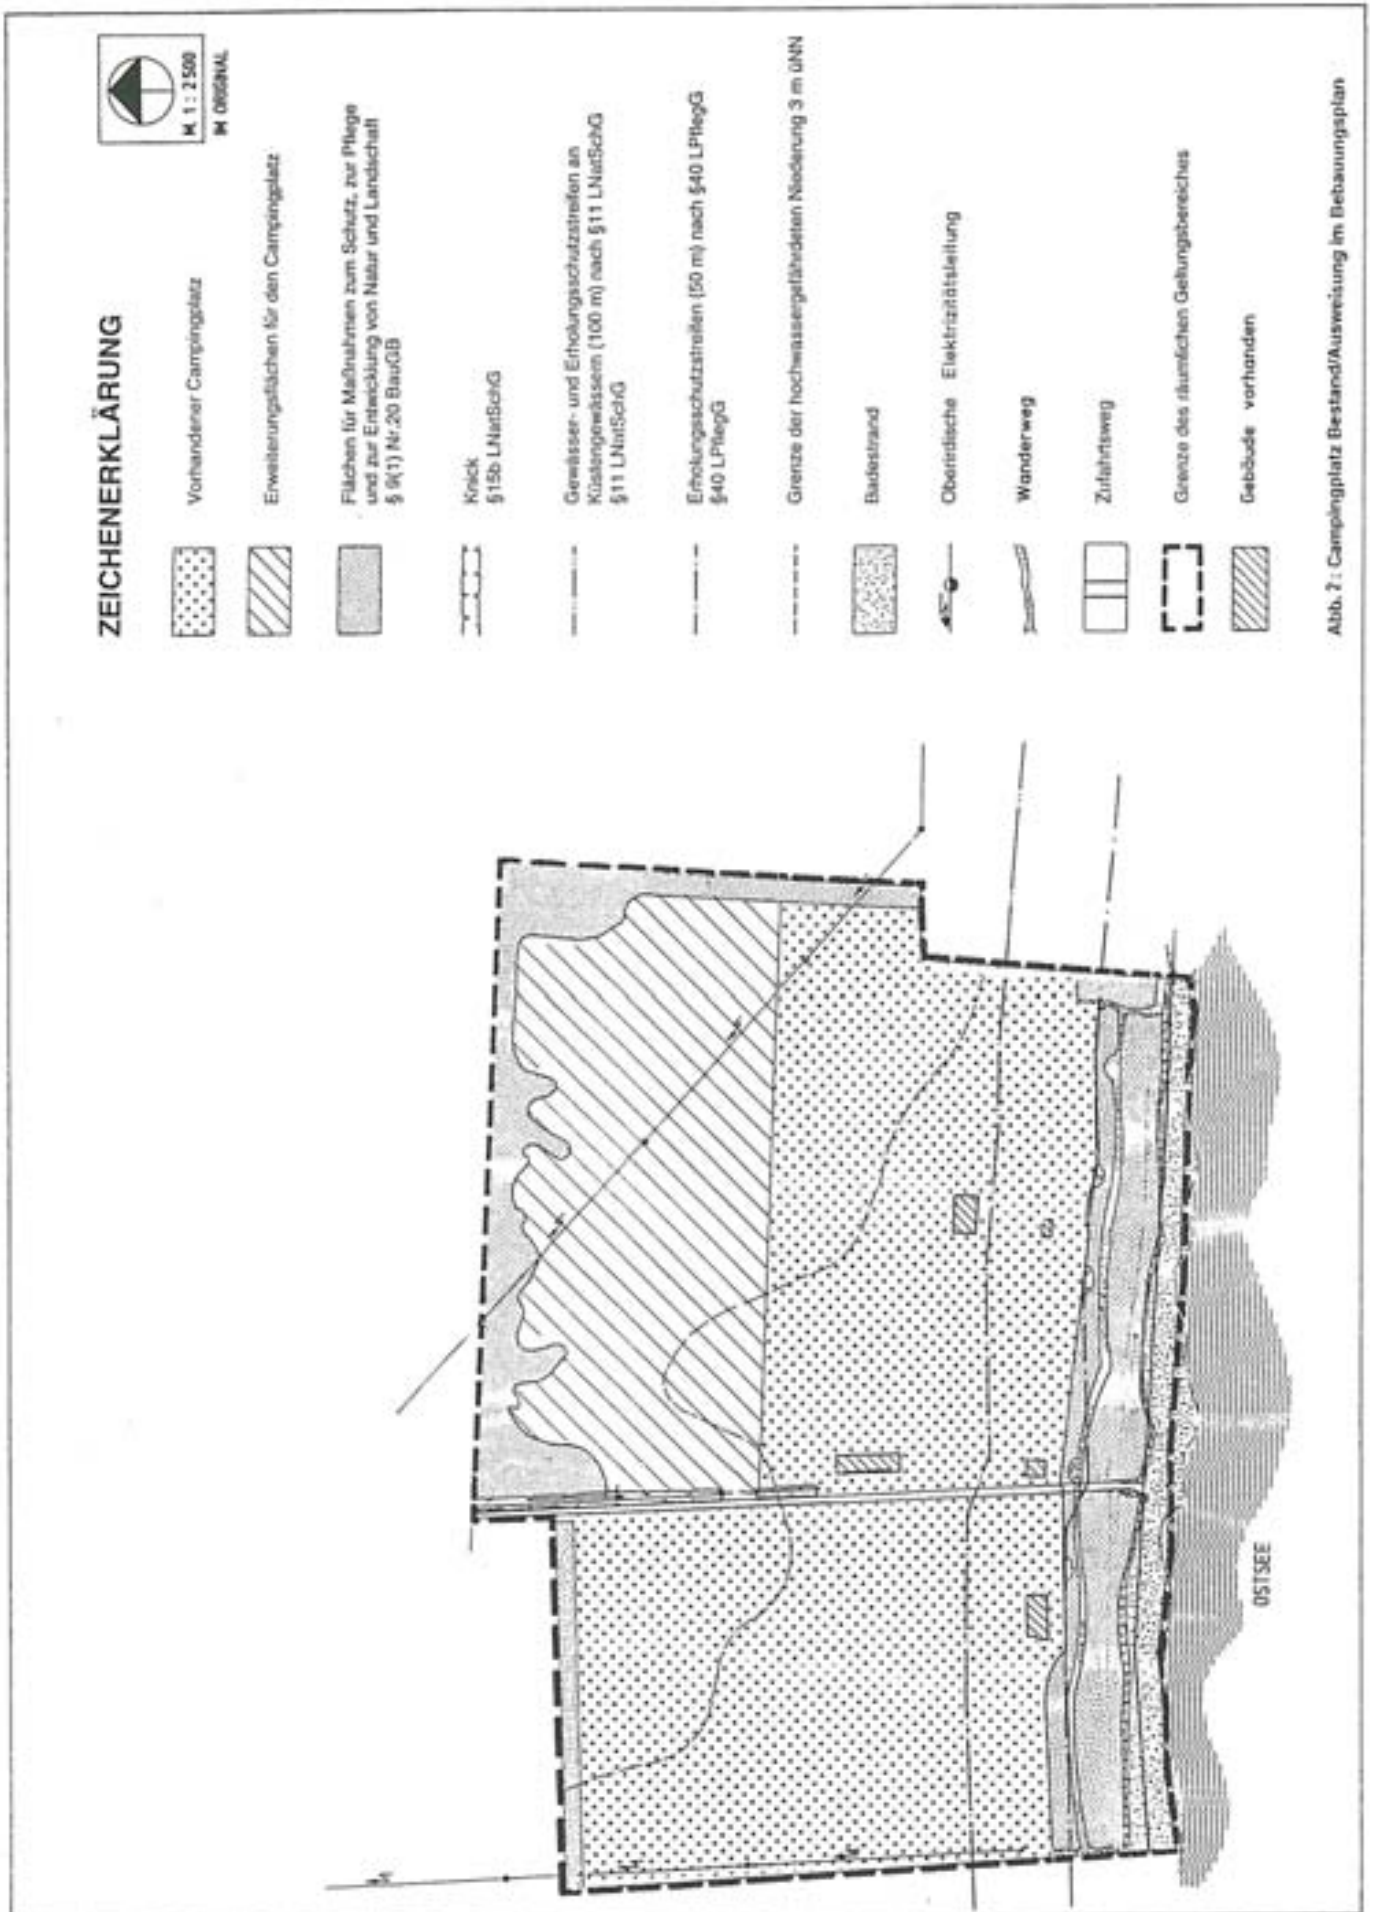 M. 1 : 2500
IM ORIGINAL
ZEICHENERKLÄRUNG
Vorhandener Campingplatz
Erweiterungsflächen für den Campingplatz
Flächen für Maßnahmen zum Schutz, zur Pflege
und zur Entwicklung von Natur und Landschaft
§ 9(1) Nr.20 BauGB
Knick
§15b LNatSchG
Gewässer- und Erholungsschutzstreifen an
Küstengewässern (100 m) nach §11 LNatSchG
§11 LNatSchG
Erholungsschutzstreifen (50 m) nach §40 LPflegG
§40 LPflegG
Grenze der hochwassergefährdeten Niederung 3 m üNN
Badestrand
Oberirdische Elektrizitätsleitung
Wanderweg
Zufahrtsweg
Grenze des räumlichen Geltungsbereiches
Gebäude vorhanden
Abb. 2 : Campingplatz Bestand/Ausweisung im Bebauungsplan
OSTSEE